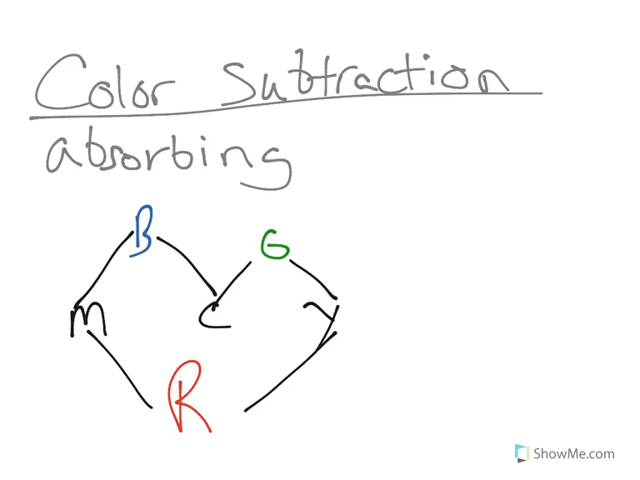 Color Subtraction
absorbing
B G
M C Y
R
ShowMe.com